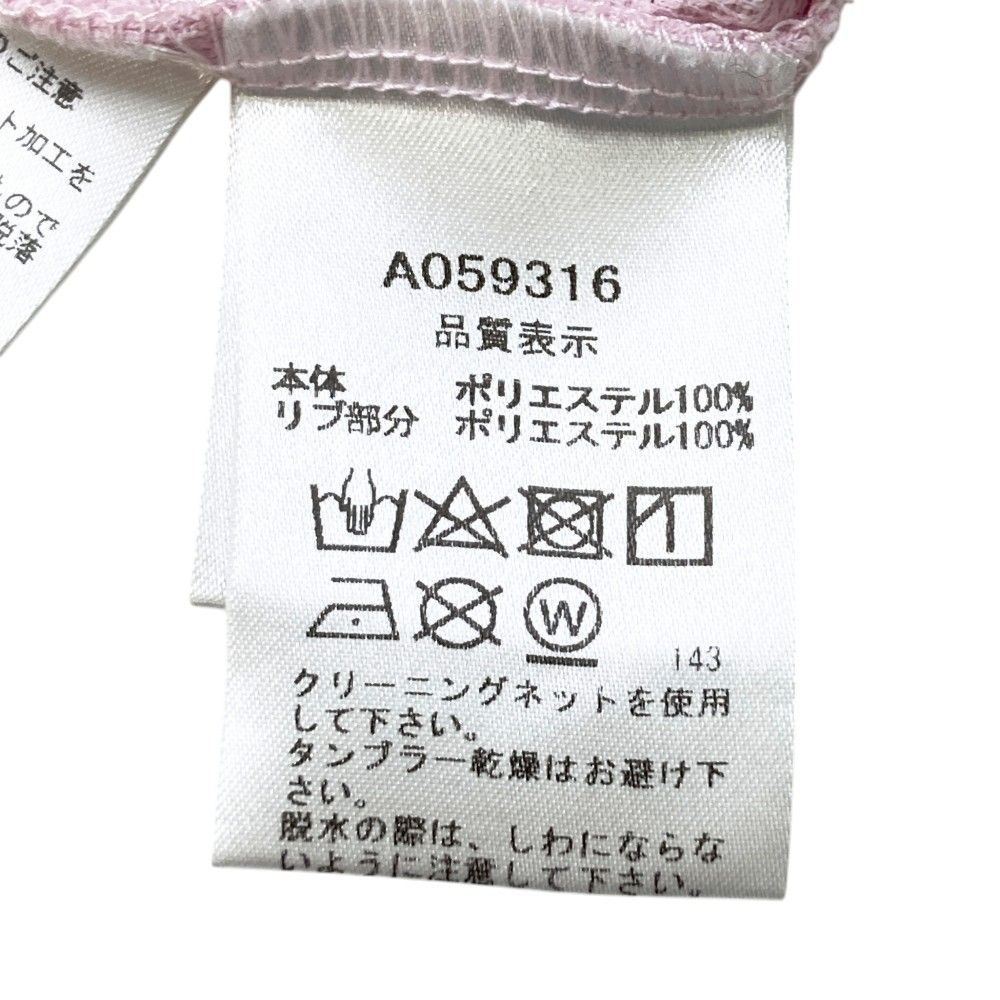 ご注意
ト加工を
もので
脱落
A059316
品質表示
本体 ポリエステル100%
リブ部分 ポリエステル100%
W
143
クリーニングネットを使用
して下さい。
タンブラー乾燥はお避け下
さい。
脱水の際は、しわにならな
いように注意して下さい。